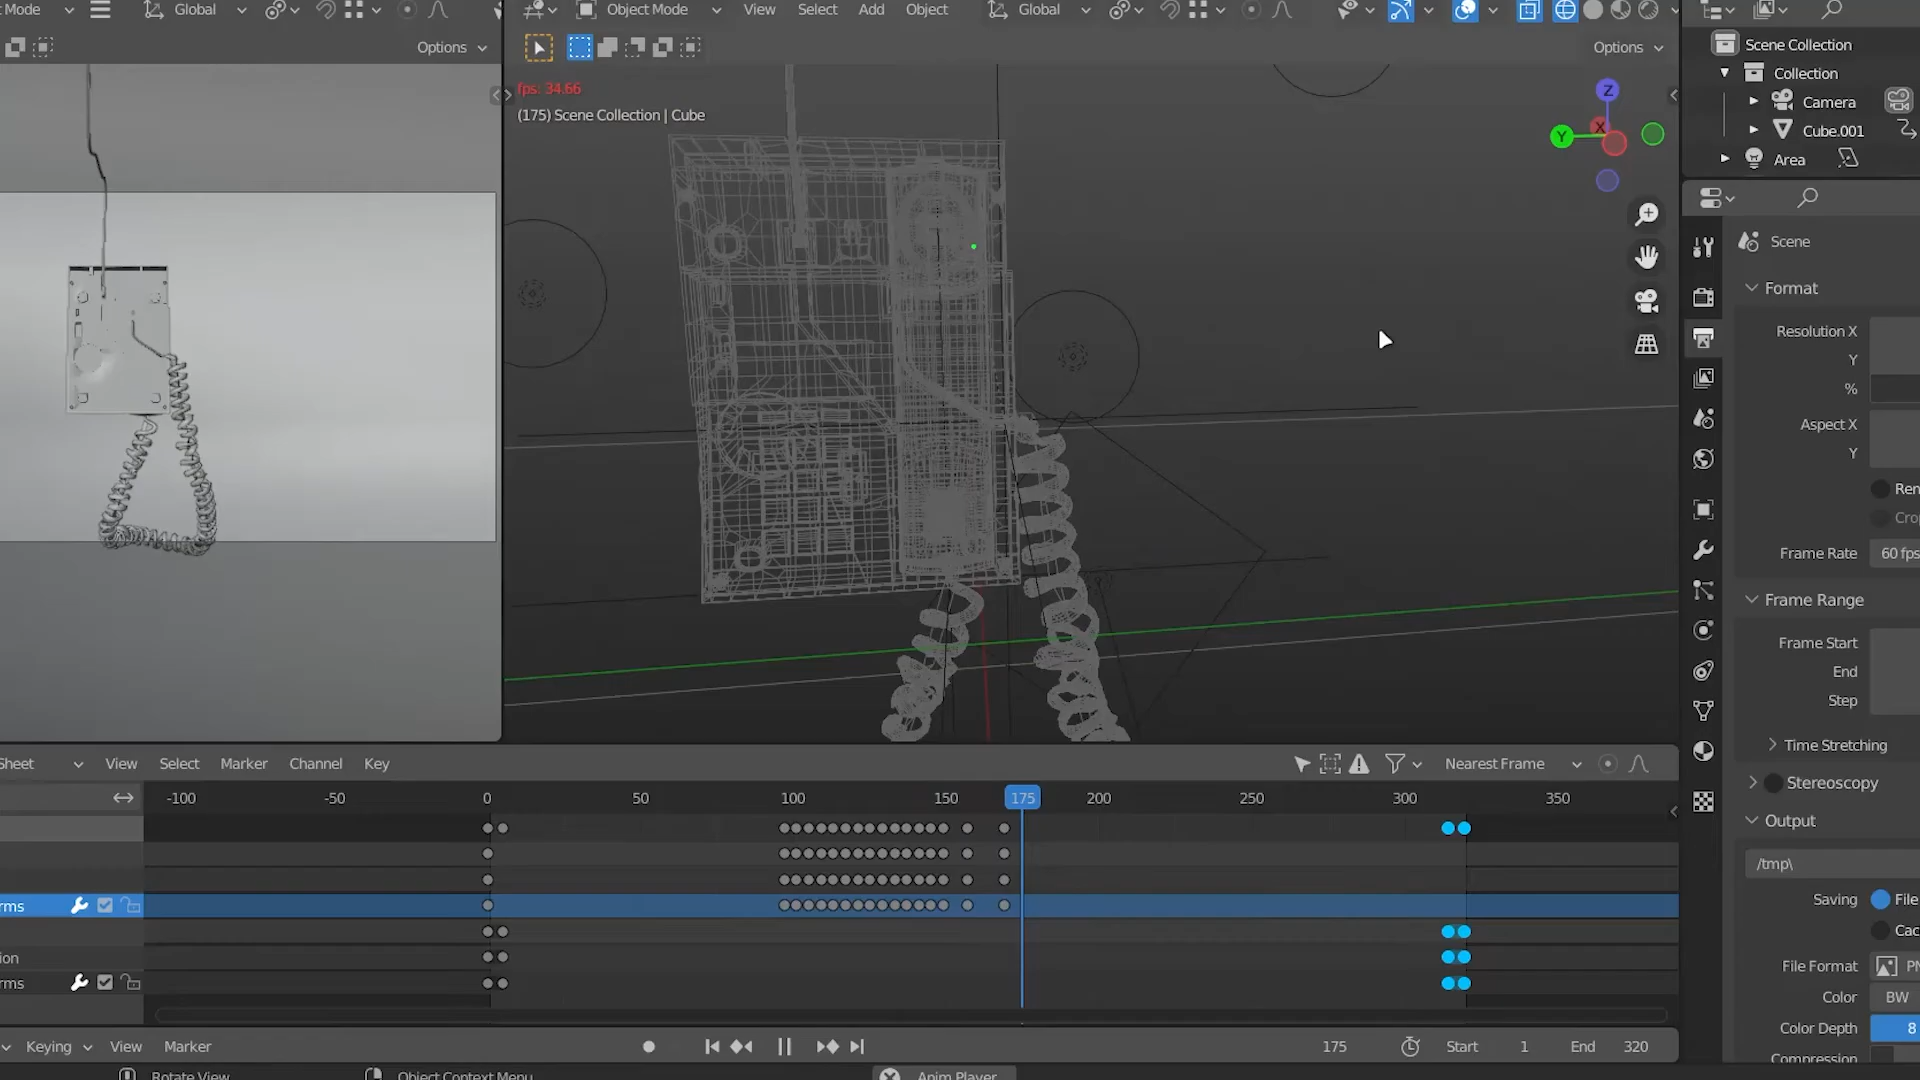 Mode Global
Object Mode View Select Add Object Global
Options
Options
fps: 34.66
(175) Scene Collection | Cube
Z
Y
X
Scene Collection
Collection
Camera
Cube.001
Area
Scene
Format
Resolution X
Y
%
Aspect X
Y
Ren
Cro
Frame Rate 60 fps
Frame Range
Frame Start
End
Step
Time Stretching
Stereoscopy
Output
/tmp\
Saving File
Cac
File Format PN
Color BW
Color Depth 8
Compression
Sheet View Select Marker Channel Key Nearest Frame
-100 -50 0 50 100 150 175 200 250 300 350
rms
ion
rms
Keying View Marker 175 Start 1 End 320
Rotate View Object Context Menu Anim Player